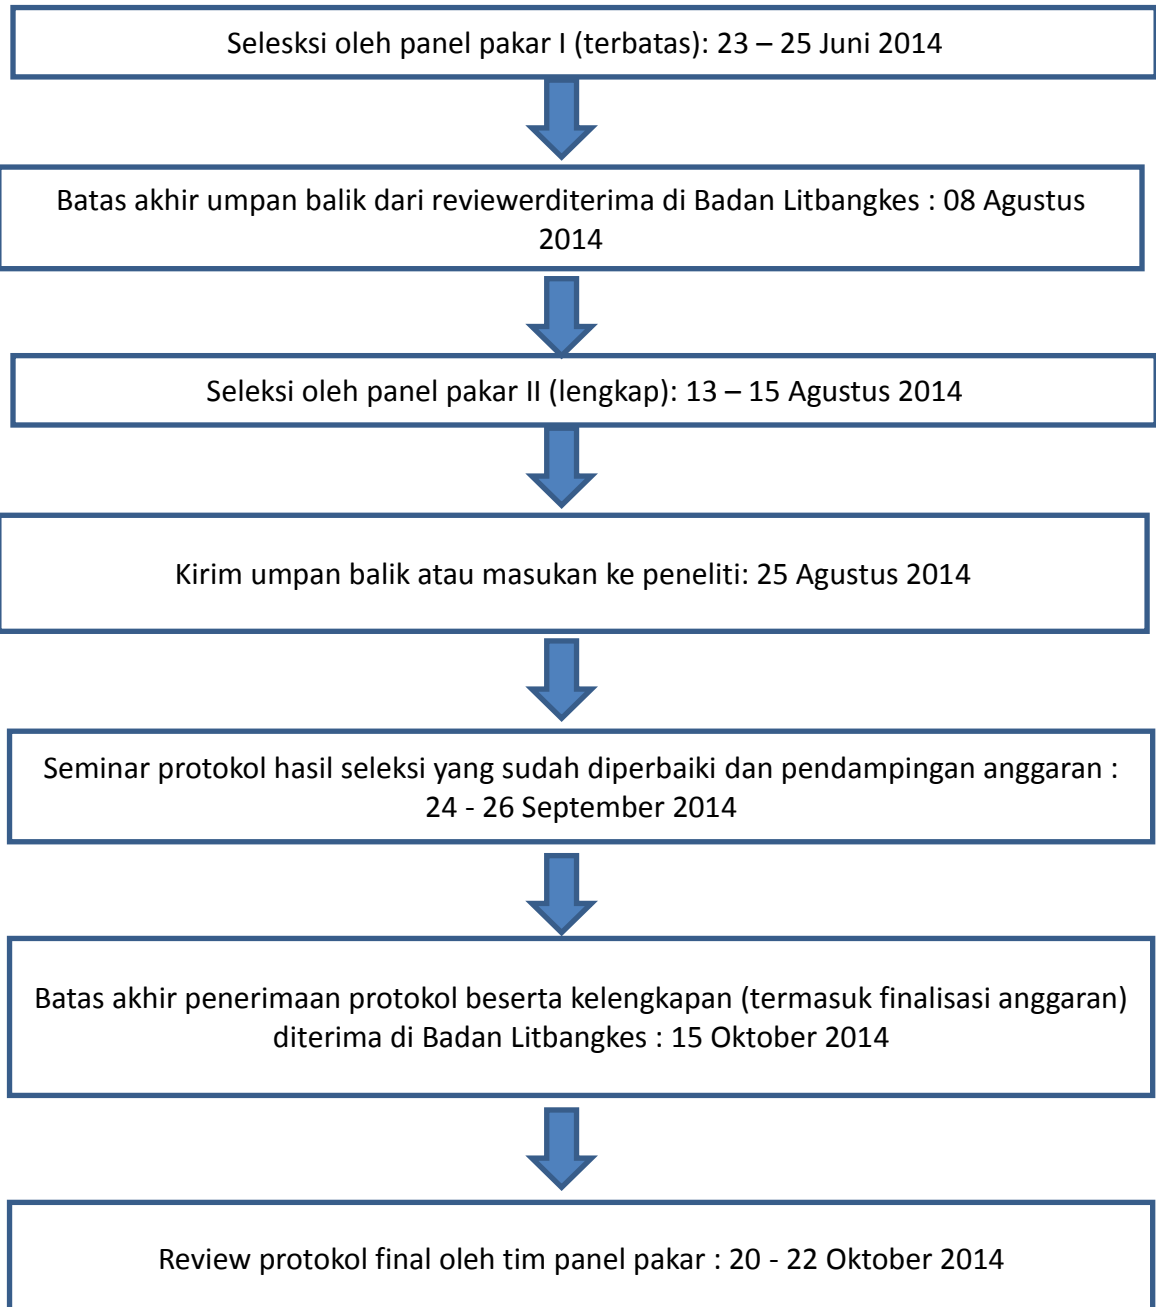 Selesksi oleh panel pakar I (terbatas): 23 – 25 Juni 2014
Batas akhir umpan balik dari reviewerditerima di Badan Litbangkes : 08 Agustus
2014
Seleksi oleh panel pakar II (lengkap): 13 – 15 Agustus 2014
Kirim umpan balik atau masukan ke peneliti: 25 Agustus 2014
Seminar protokol hasil seleksi yang sudah diperbaiki dan pendampingan anggaran :
24 - 26 September 2014
Batas akhir penerimaan protokol beserta kelengkapan (termasuk finalisasi anggaran)
diterima di Badan Litbangkes : 15 Oktober 2014
Review protokol final oleh tim panel pakar : 20 - 22 Oktober 2014